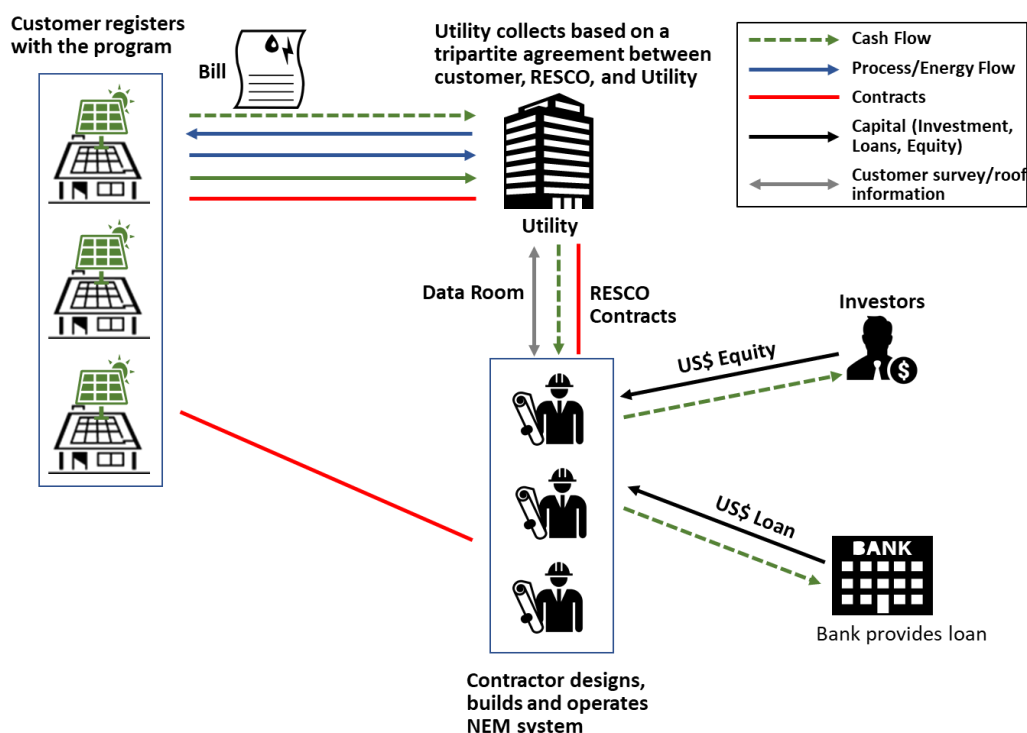 Customer registers
with the program
Bill
Utility collects based on a
tripartite agreement between
customer, RESCO, and Utility
Cash Flow
Process/Energy Flow
Contracts
Capital (Investment,
Loans, Equity)
Customer survey/roof
information
Utility
Data Room
RESCO
Contracts
Investors
US$ Equity
$
US$ Loan
BANK
Bank provides loan
Contractor designs,
builds and operates
NEM system